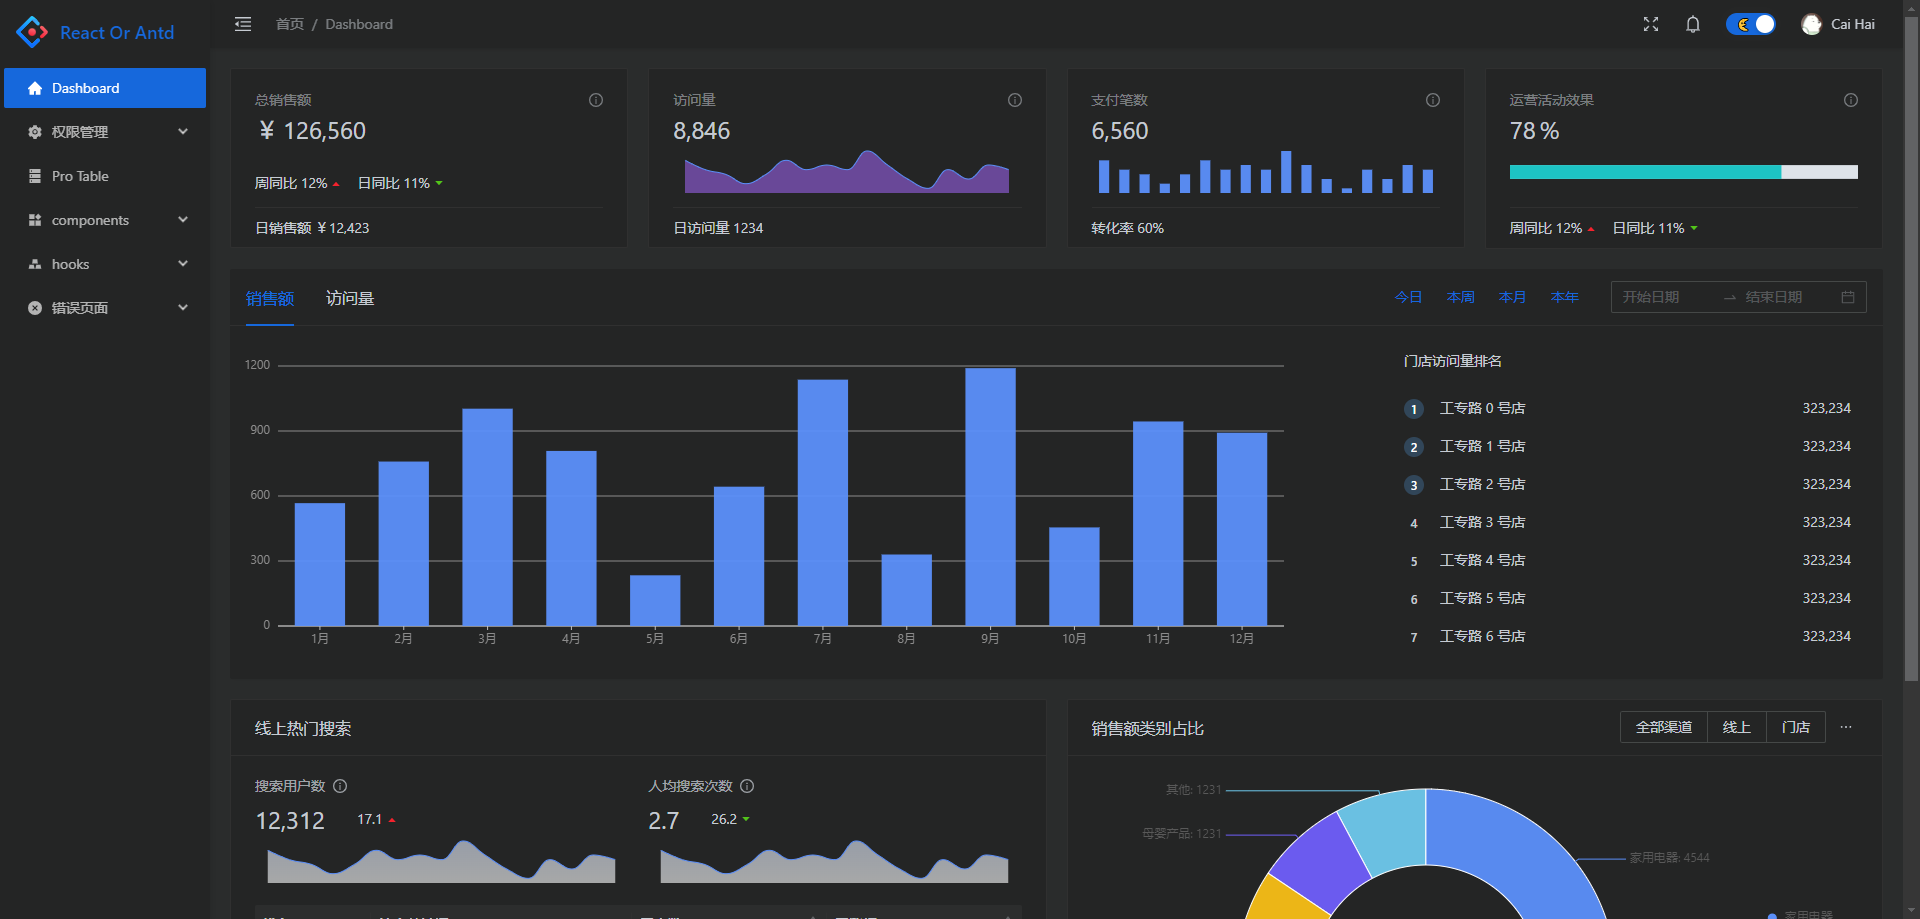 React Or Antd
首页 / Dashboard
Cai Hai
Dashboard
权限管理
Pro Table
components
hooks
错误页面
总销售额
¥ 126,560
周同比 12% 日同比 11%
日销售额 ¥12,423
访问量
8,846
日访问量 1234
支付笔数
6,560
转化率 60%
运营活动效果
78 %
周同比 12% 日同比 11%
销售额 访问量
今日 本周 本月 本年 开始日期 结束日期
1200
900
600
300
0
1月 2月 3月 4月 5月 6月 7月 8月 9月 10月 11月 12月
门店访问量排名
1 工专路 0 号店 323,234
2 工专路 1 号店 323,234
3 工专路 2 号店 323,234
4 工专路 3 号店 323,234
5 工专路 4 号店 323,234
6 工专路 5 号店 323,234
7 工专路 6 号店 323,234
线上热门搜索
搜索用户数
12,312 17.1
人均搜索次数
2.7 26.2
销售额类别占比
全部渠道 线上 门店 ...
其他: 1231
母婴产品: 1231
家用电器: 4544
家用电器